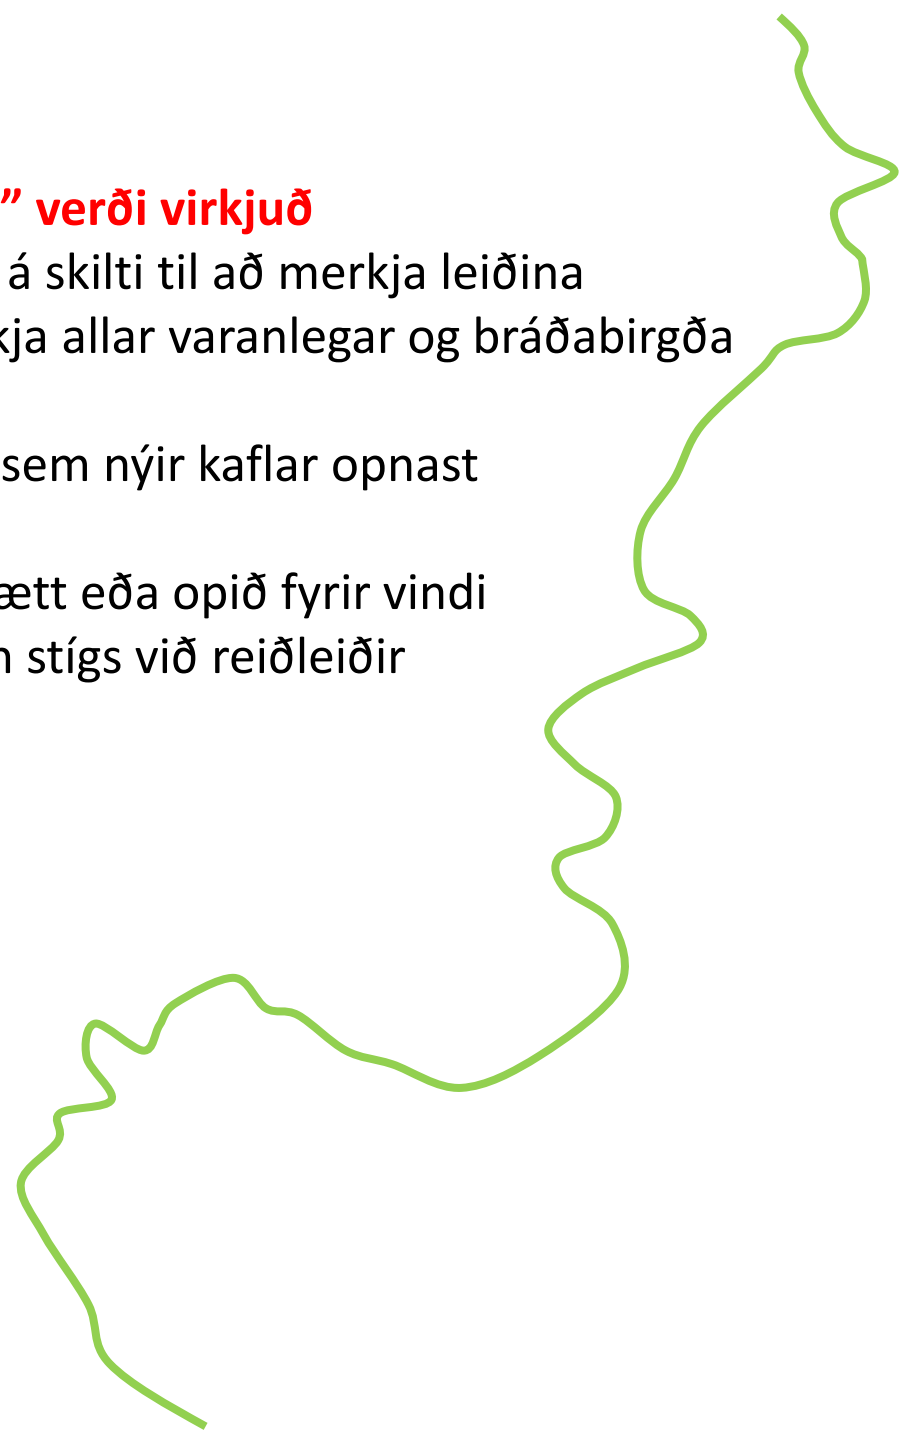 ” verði virkjuð
á skilti til að merkja leiðina
kja allar varanlegar og bráðabirgða
sem nýir kaflar opnast
ætt eða opið fyrir vindi
n stígs við reiðleiðir